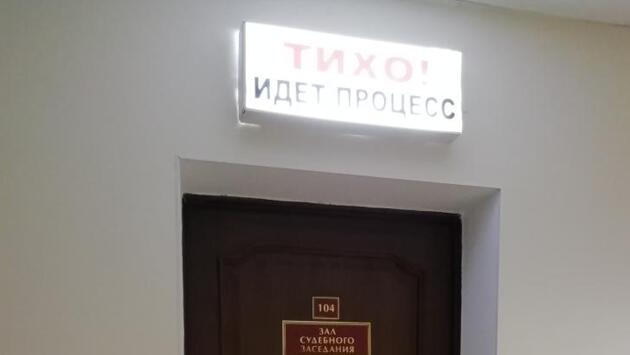 ТИХО!
ИДЕТ ПРОЦЕСС
104
ЗАЛ
СУДЕБНОГО
ЗАСЕДАНИЯ